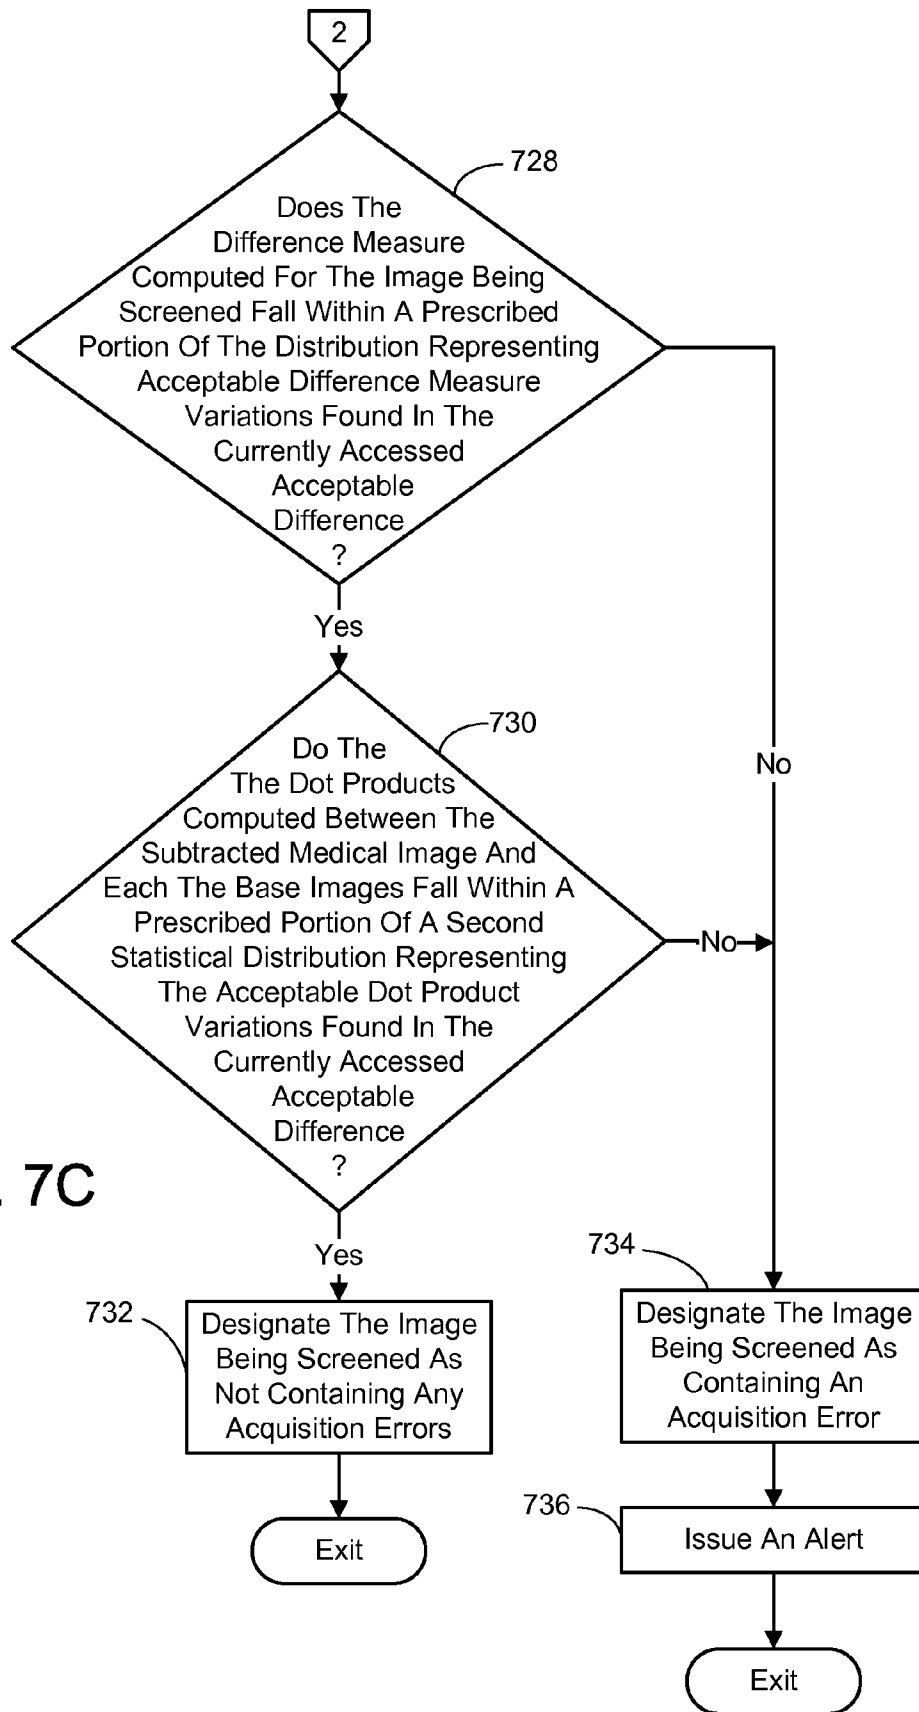 2
728
Does The
Difference Measure
Computed For The Image Being
Screened Fall Within A Prescribed
Portion Of The Distribution Representing
Acceptable Difference Measure
Variations Found In The
Currently Accessed
Acceptable
Difference
?
Yes
No
730
Do The
The Dot Products
Computed Between The
Subtracted Medical Image And
Each The Base Images Fall Within A
Prescribed Portion Of A Second
Statistical Distribution Representing
The Acceptable Dot Product
Variations Found In The
Currently Accessed
Acceptable
Difference
?
No
. 7C
Yes
732
Designate The Image
Being Screened As
Not Containing Any
Acquisition Errors
Exit
734
Designate The Image
Being Screened As
Containing An
Acquisition Error
736
Issue An Alert
Exit